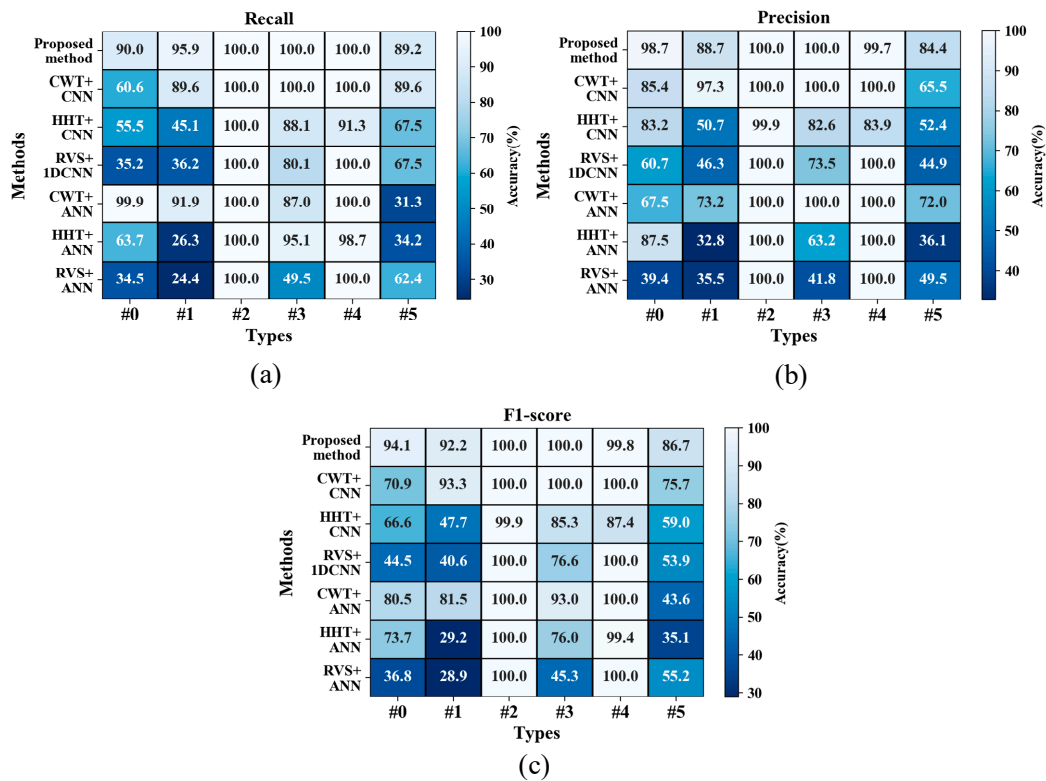 Recall
Methods
Proposed method 90.0 95.9 100.0 100.0 100.0 89.2
CWT+ CNN 60.6 89.6 100.0 100.0 100.0 89.6
HHT+ CNN 55.5 45.1 100.0 88.1 91.3 67.5
RVS+ 1DCNN 35.2 36.2 100.0 80.1 100.0 67.5
CWT+ ANN 99.9 91.9 100.0 87.0 100.0 31.3
HHT+ ANN 63.7 26.3 100.0 95.1 98.7 34.2
RVS+ ANN 34.5 24.4 100.0 49.5 100.0 62.4
#0 #1 #2 #3 #4 #5
Types
100
90
80
70
60
50
40
30
Accuracy(%)
(a)
Precision
Methods
Proposed method 98.7 88.7 100.0 100.0 99.7 84.4
CWT+ CNN 85.4 97.3 100.0 100.0 100.0 65.5
HHT+ CNN 83.2 50.7 99.9 82.6 83.9 52.4
RVS+ 1DCNN 60.7 46.3 100.0 73.5 100.0 44.9
CWT+ ANN 67.5 73.2 100.0 100.0 100.0 72.0
HHT+ ANN 87.5 32.8 100.0 63.2 100.0 36.1
RVS+ ANN 39.4 35.5 100.0 41.8 100.0 49.5
#0 #1 #2 #3 #4 #5
Types
100
90
80
70
60
50
40
Accuracy(%)
(b)
F1-score
Methods
Proposed method 94.1 92.2 100.0 100.0 99.8 86.7
CWT+ CNN 70.9 93.3 100.0 100.0 100.0 75.7
HHT+ CNN 66.6 47.7 99.9 85.3 87.4 59.0
RVS+ 1DCNN 44.5 40.6 100.0 76.6 100.0 53.9
CWT+ ANN 80.5 81.5 100.0 93.0 100.0 43.6
HHT+ ANN 73.7 29.2 100.0 76.0 99.4 35.1
RVS+ ANN 36.8 28.9 100.0 45.3 100.0 55.2
#0 #1 #2 #3 #4 #5
Types
100
90
80
70
60
50
40
30
Accuracy(%)
(c)